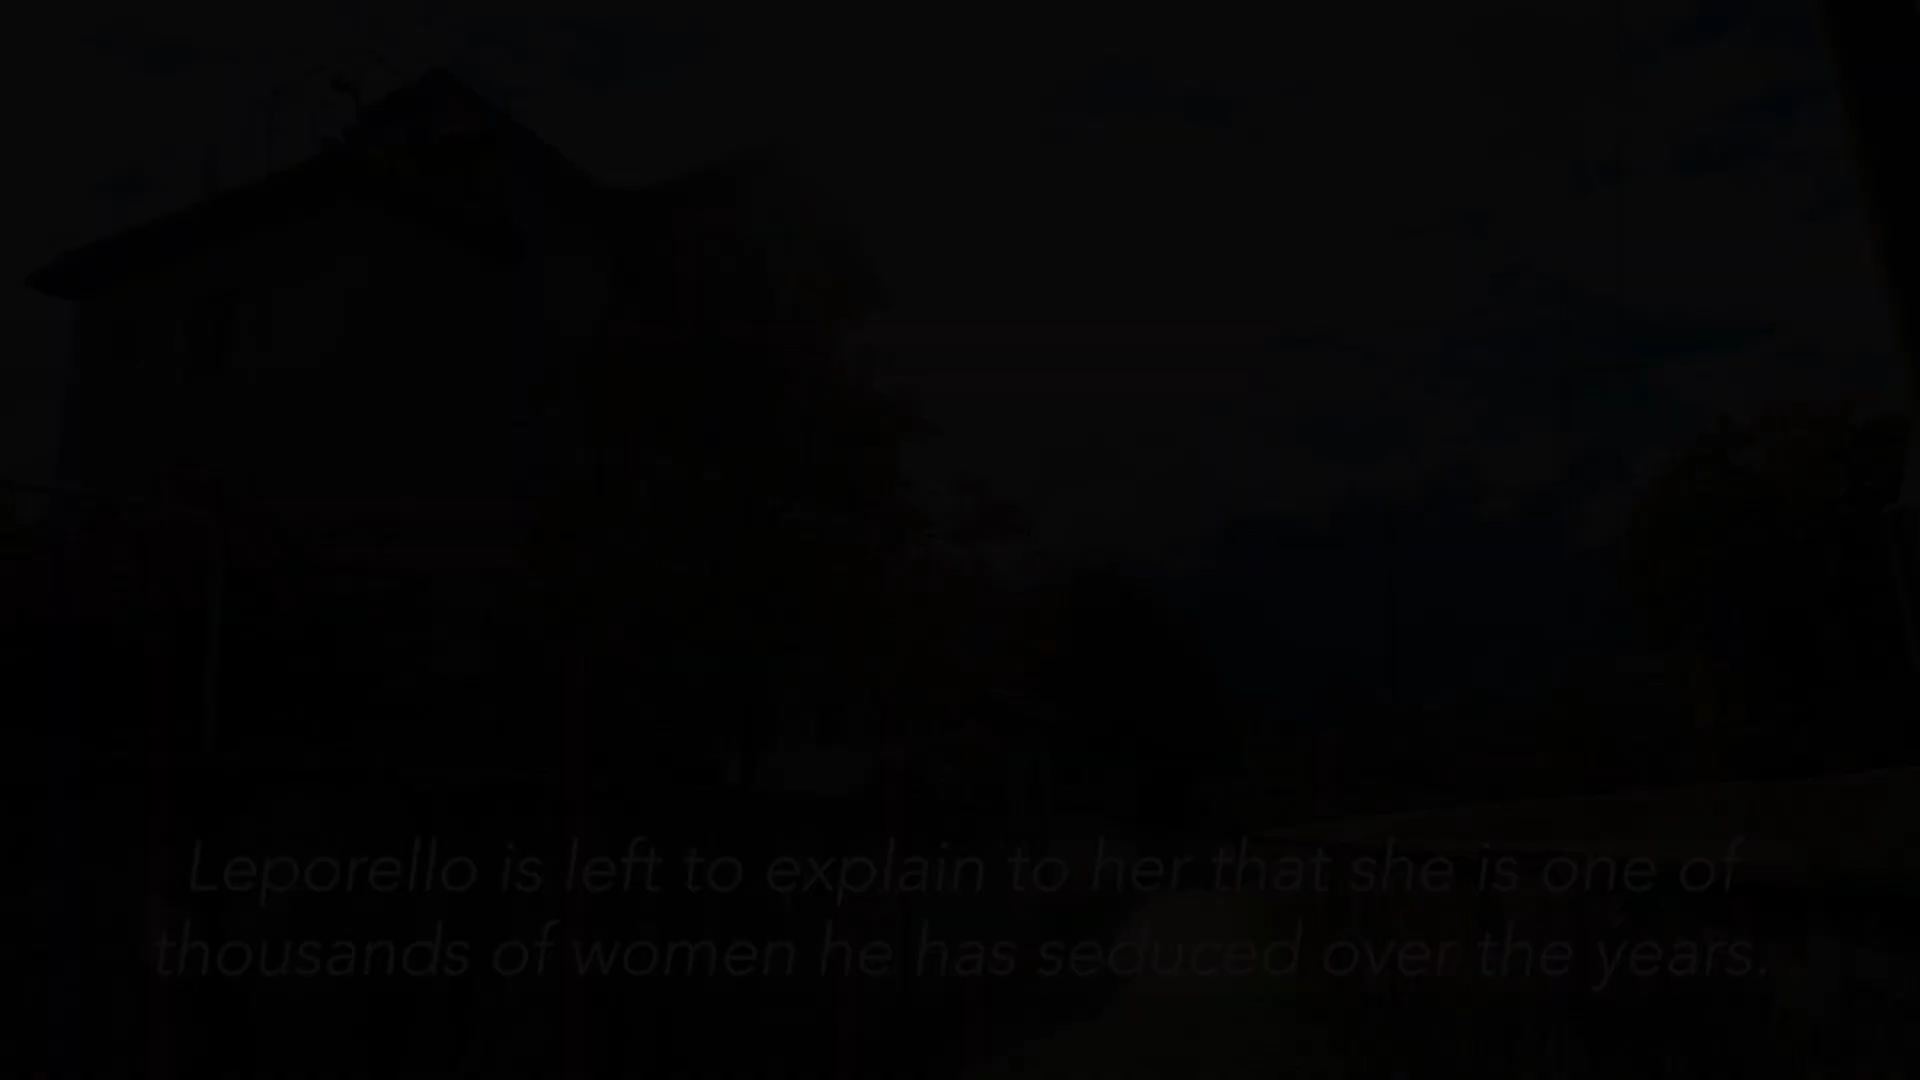 Leporello is left to explain to her that she is one of
thousands of women he has seduced over the years.